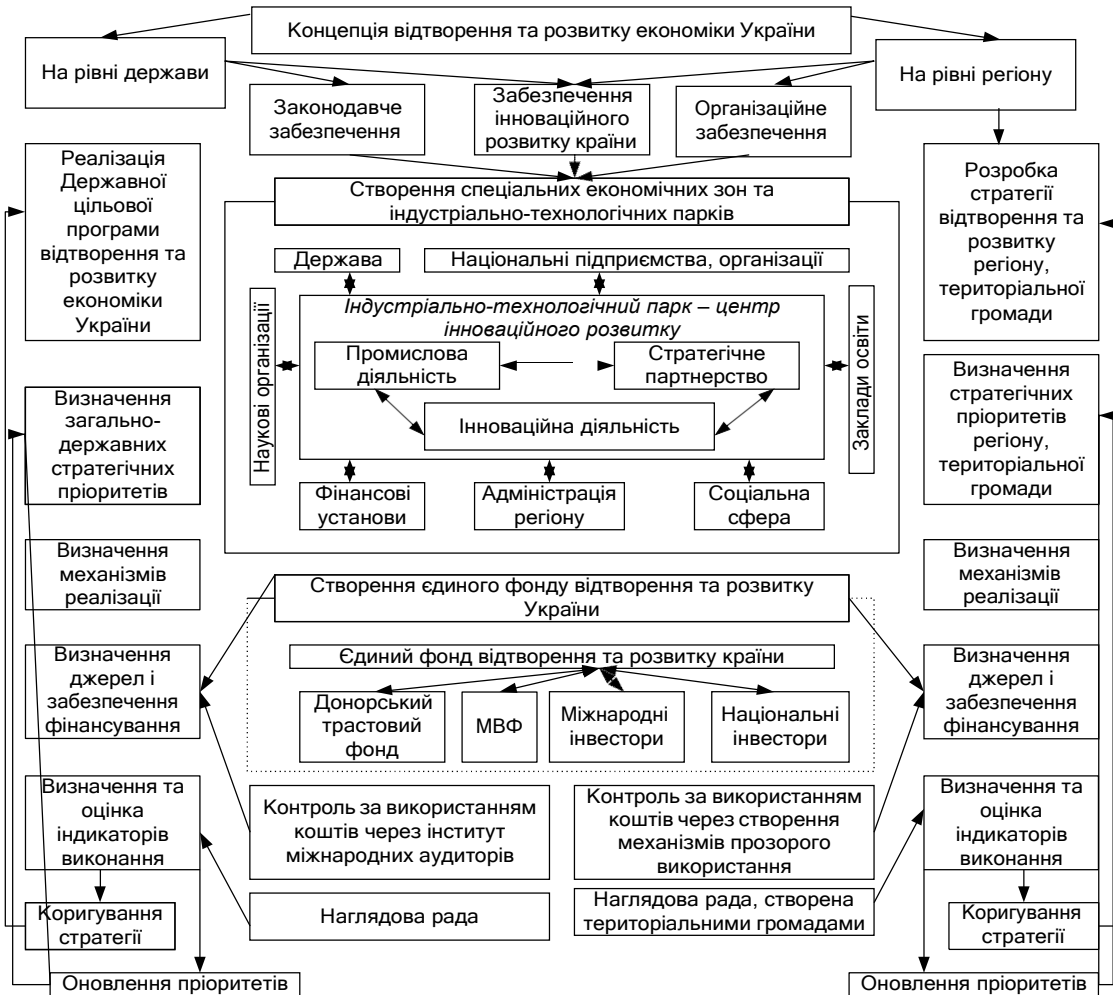 Концепція відтворення та розвитку економіки України
На рівні держави
На рівні регіону
Законодавче
забезпечення
Забезпечення
інноваційного
розвитку країни
Організаційне
забезпечення
Реалізація
Державної
цільової
програми
відтворення та
розвитку
економіки
України
Розробка
стратегії
відтворення та
розвитку
регіону,
територіальної
громади
Створення спеціальних економічних зон та
індустріально-технологічних парків
Держава
Національні підприємства, організації
Наукові організації
Індустріально-технологічний парк – центр
інноваційного розвитку
Промислова
діяльність
Стратегічне
партнерство
Інноваційна діяльність
Заклади освіти
Фінансові
установи
Адміністрація
регіону
Соціальна
сфера
Визначення
загально-
державних
стратегічних
пріоритетів
Визначення
стратегічних
пріоритетів
регіону,
територіальної
громади
Визначення
механізмів
реалізації
Визначення
механізмів
реалізації
Створення єдиного фонду відтворення та розвитку
України
Єдиний фонд відтворення та розвитку країни
Донорський
трастовий
фонд
МВФ
Міжнародні
інвестори
Національні
інвестори
Визначення
джерел і
забезпечення
фінансування
Визначення
джерел і
забезпечення
фінансування
Визначення та
оцінка
індикаторів
виконання
Контроль за використанням
коштів через інститут
міжнародних аудиторів
Контроль за використанням
коштів через створення
механізмів прозорого
використання
Визначення та
оцінка
індикаторів
виконання
Коригування
стратегії
Наглядова рада
Наглядова рада, створена
територіальними громадами
Коригування
стратегії
Оновлення пріоритетів
Оновлення пріоритетів